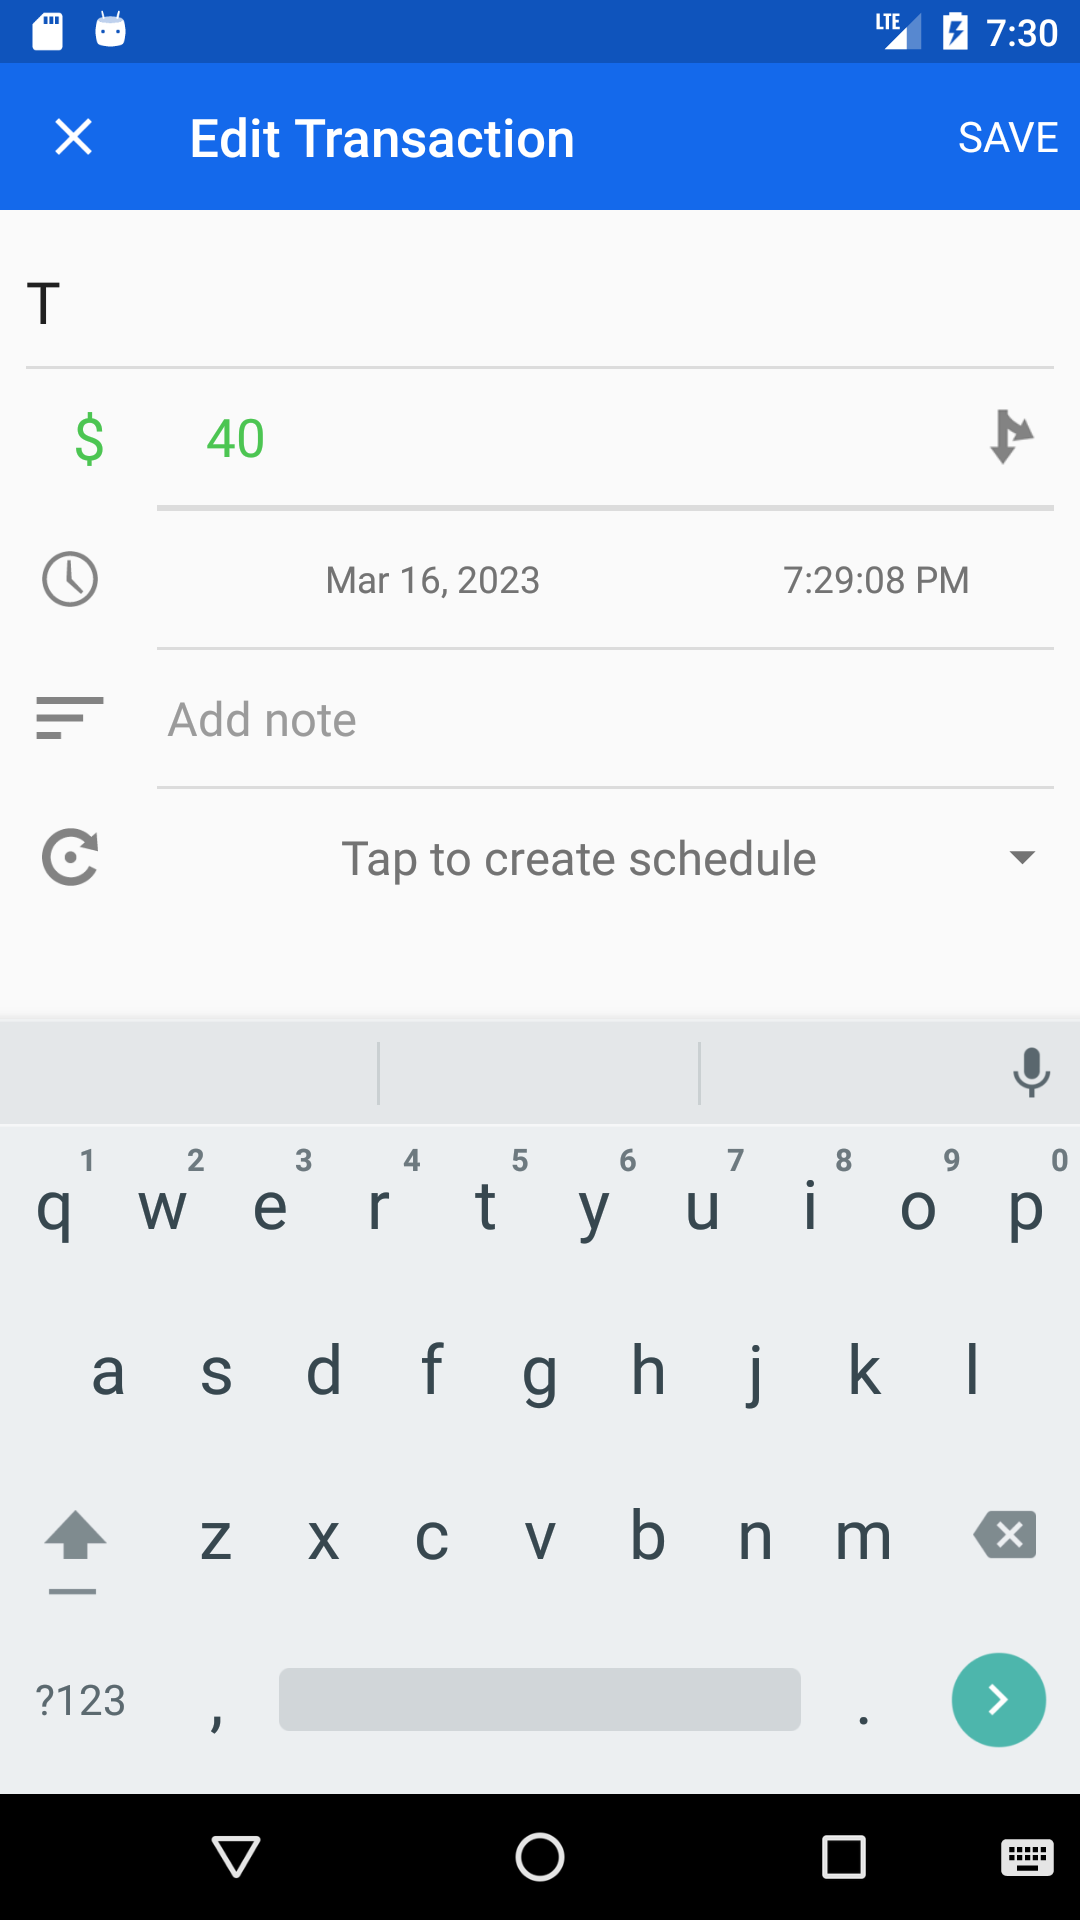 LTE 7:30
Edit Transaction SAVE
T
$ 40
Mar 16, 2023 7:29:08 PM
Add note
Tap to create schedule
1 2 3 4 5 6 7 8 9 0
q w e r t y u i o p
a s d f g h j k l
z x c v b n m
?123 , .